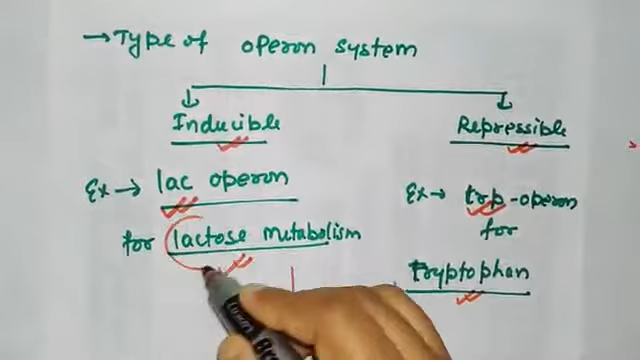 →Type of operon system
Inducible
Repressible
Ex → lac operon
for lactose metabolism
Ex → trp-operon
for
tryptophan